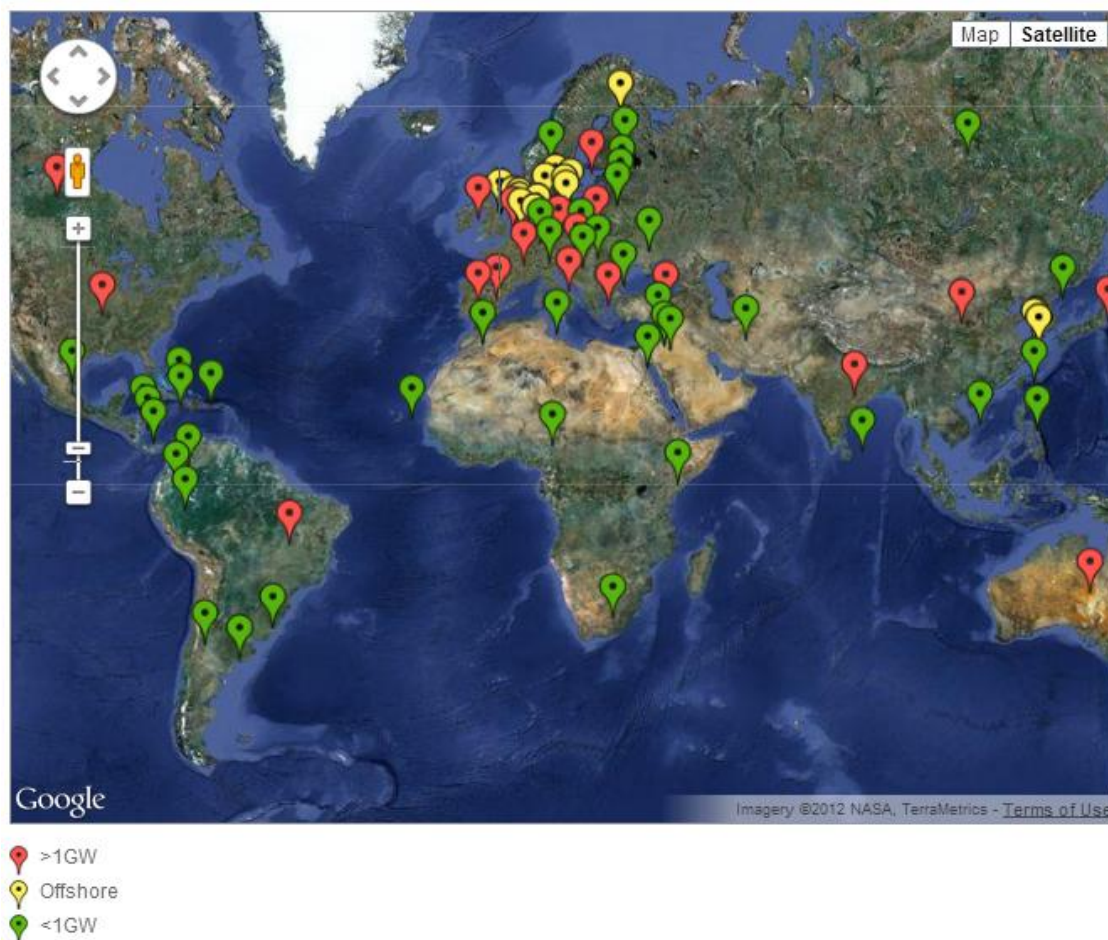 Map Satellite
Google
Imagery ©2012 NASA, TerraMetrics - Terms of Use
>1GW
Offshore
<1GW